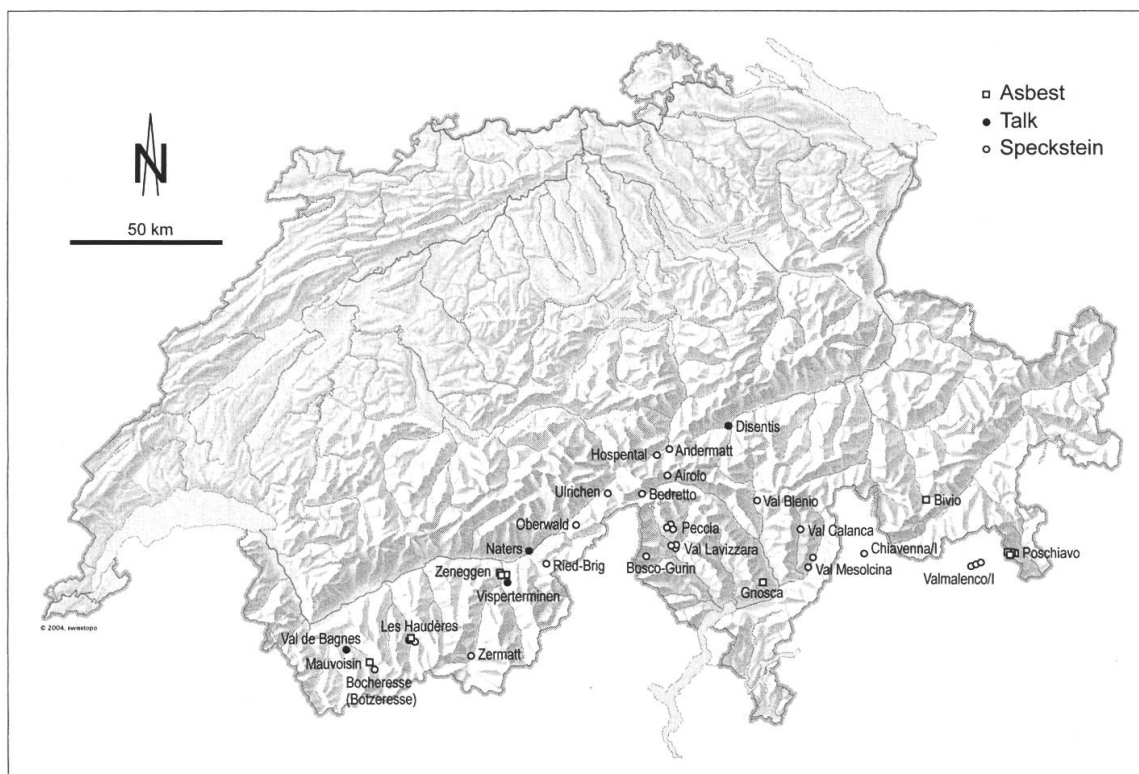 Asbest
Talk
Speckstein
N
50 km
Disentis
Hospental
Andermatt
Airolo
Ulrichen
Bedretto
Val Blenio
Bivio
Oberwald
Peccia
Val Calanca
Naters
Val Lavizzara
Chiavenna/I
Poschiavo
Ried-Brig
Bosco-Gurin
Val Mesolcina
Valmalenco/I
Zeneggen
Visperterminen
Gnosca
© 2004, swisstopo
Les Haudères
Val de Bagnes
Mauvoisin
Zermatt
Bocheresse
(Botzeresse)